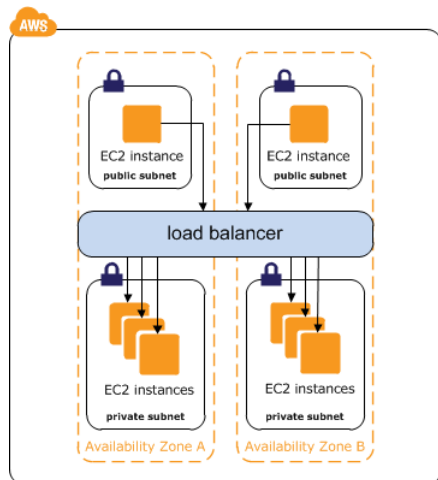 AWS
EC2 instance
public subnet
EC2 instance
public subnet
load balancer
EC2 instances
private subnet
Availability Zone A
EC2 instances
private subnet
Availability Zone B